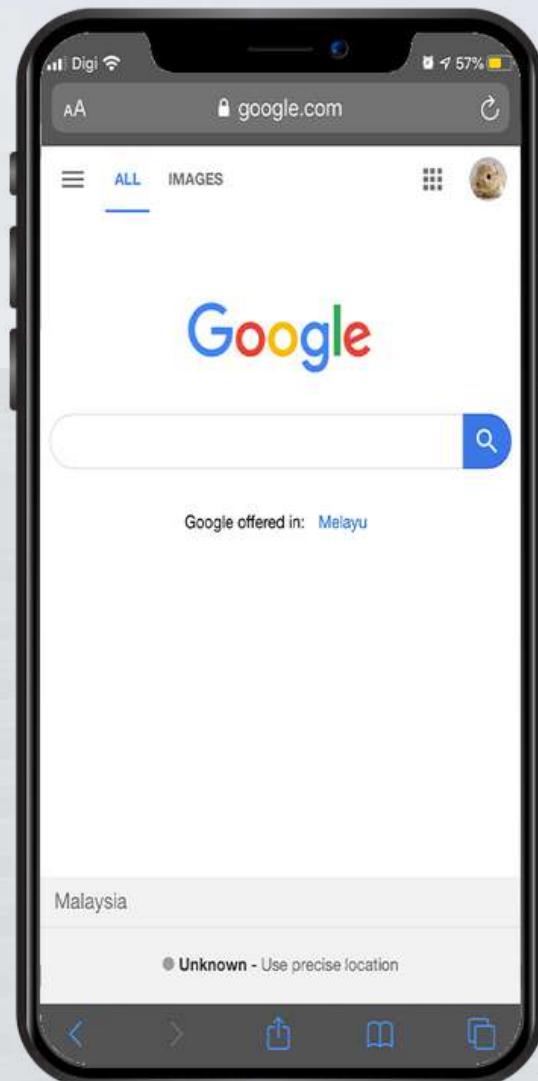 Digi 57%
AA google.com
ALL IMAGES
Google
Google offered in: Melayu
Malaysia
Unknown - Use precise location